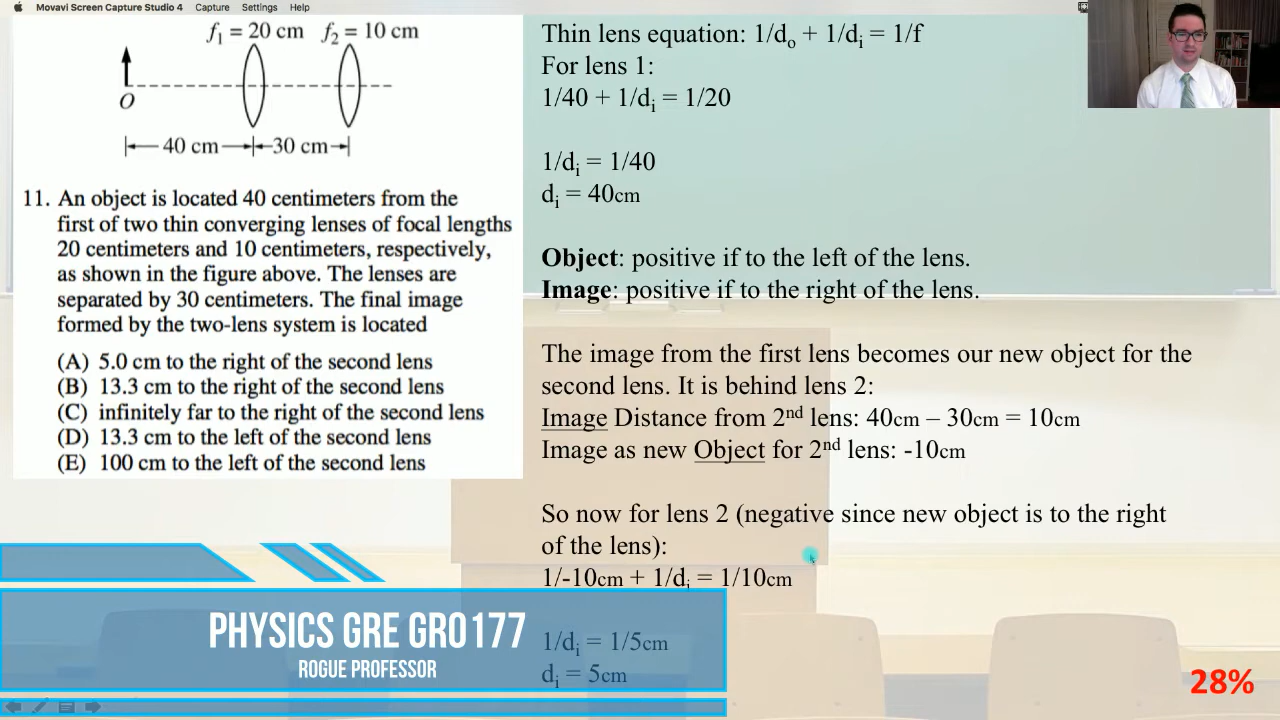 Movavi Screen Capture Studio 4 Capture Settings Help
f₁ = 20 cm f₂ = 10 cm
O
40 cm 30 cm
11. An object is located 40 centimeters from the
first of two thin converging lenses of focal lengths
20 centimeters and 10 centimeters, respectively,
as shown in the figure above. The lenses are
separated by 30 centimeters. The final image
formed by the two-lens system is located
(A) 5.0 cm to the right of the second lens
(B) 13.3 cm to the right of the second lens
(C) infinitely far to the right of the second lens
(D) 13.3 cm to the left of the second lens
(E) 100 cm to the left of the second lens
Thin lens equation: 1/dₒ + 1/dᵢ = 1/f
For lens 1:
1/40 + 1/dᵢ = 1/20
1/dᵢ = 1/40
dᵢ = 40cm
Object: positive if to the left of the lens.
Image: positive if to the right of the lens.
The image from the first lens becomes our new object for the
second lens. It is behind lens 2:
Image Distance from 2ⁿᵈ lens: 40cm – 30cm = 10cm
Image as new Object for 2ⁿᵈ lens: -10cm
So now for lens 2 (negative since new object is to the right
of the lens):
1/-10cm + 1/dᵢ = 1/10cm
1/dᵢ = 1/5cm
dᵢ = 5cm
PHYSICS GRE GR0177
ROGUE PROFESSOR
28%